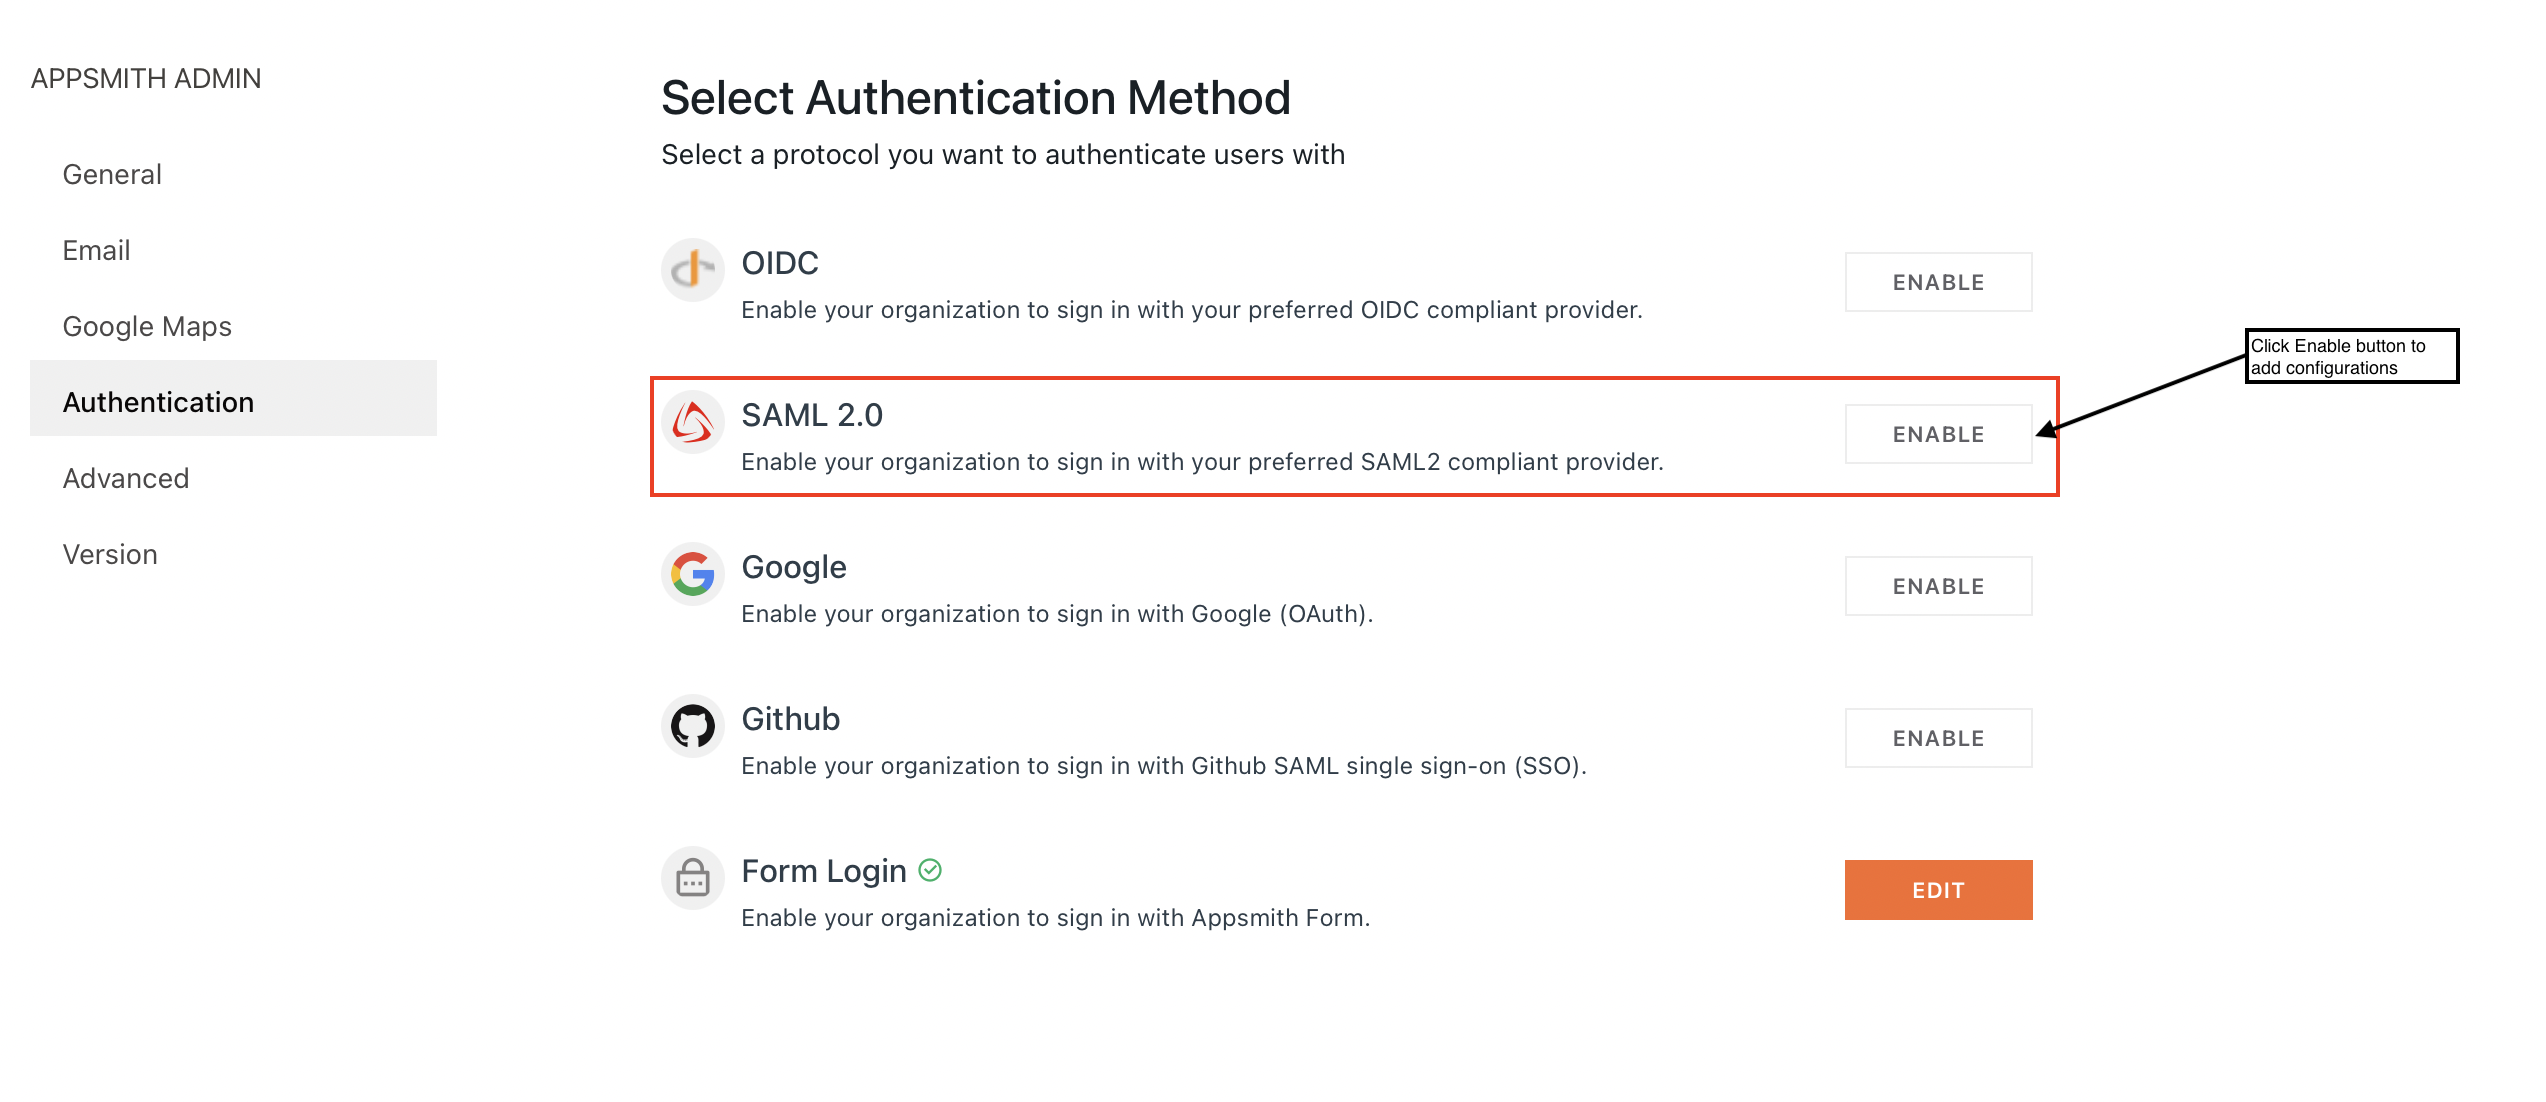 APPSMITH ADMIN
General
Email
Google Maps
Authentication
Advanced
Version
Select Authentication Method
Select a protocol you want to authenticate users with
OIDC
Enable your organization to sign in with your preferred OIDC compliant provider.
ENABLE
SAML 2.0
Enable your organization to sign in with your preferred SAML2 compliant provider.
ENABLE
Click Enable button to
add configurations
Google
Enable your organization to sign in with Google (OAuth).
ENABLE
Github
Enable your organization to sign in with Github SAML single sign-on (SSO).
ENABLE
Form Login
Enable your organization to sign in with Appsmith Form.
EDIT